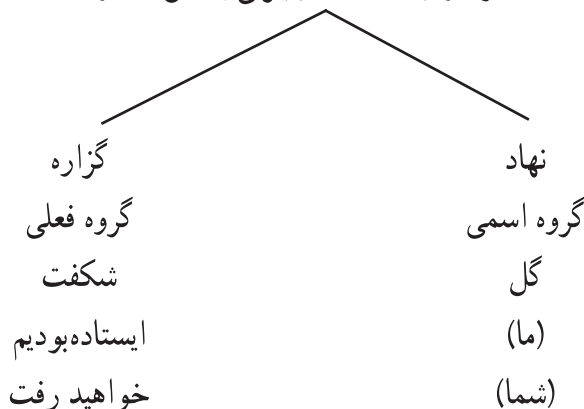 نهاد گزاره
گروه اسمی گروه فعلی
گل شکفت
(ما) ایستاده‌بودیم
(شما) خواهید رفت